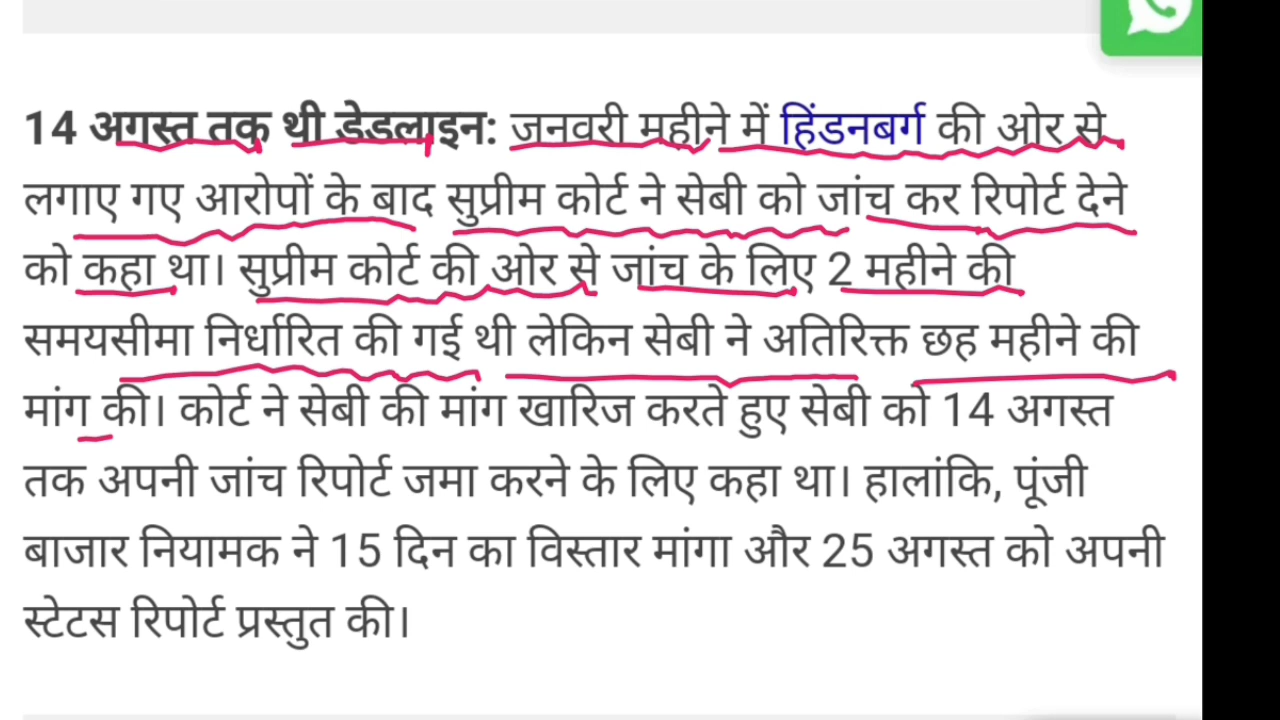 14 अगस्त तक थी डेडलाइन: जनवरी महीने में हिंडनबर्ग की ओर से
लगाए गए आरोपों के बाद सुप्रीम कोर्ट ने सेबी को जांच कर रिपोर्ट देने
को कहा था। सुप्रीम कोर्ट की ओर से जांच के लिए 2 महीने की
समयसीमा निर्धारित की गई थी लेकिन सेबी ने अतिरिक्त छह महीने की
मांग की। कोर्ट ने सेबी की मांग खारिज करते हुए सेबी को 14 अगस्त
तक अपनी जांच रिपोर्ट जमा करने के लिए कहा था। हालांकि, पूंजी
बाजार नियामक ने 15 दिन का विस्तार मांगा और 25 अगस्त को अपनी
स्टेटस रिपोर्ट प्रस्तुत की।